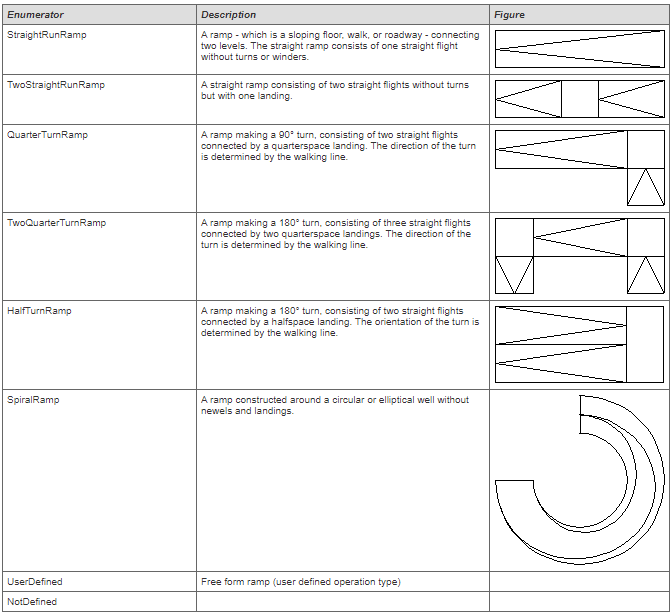 Enumerator Description Figure
StraightRunRamp A ramp - which is a sloping floor, walk, or roadway - connecting
two levels. The straight ramp consists of one straight flight
without turns or winders.
TwoStraightRunRamp A straight ramp consisting of two straight flights without turns
but with one landing.
QuarterTurnRamp A ramp making a 90° turn, consisting of two straight flights
connected by a quarterspace landing. The direction of the turn
is determined by the walking line.
TwoQuarterTurnRamp A ramp making a 180° turn, consisting of three straight flights
connected by two quarterspace landings. The direction of the
turn is determined by the walking line.
HalfTurnRamp A ramp making a 180° turn, consisting of two straight flights
connected by a halfspace landing. The orientation of the turn is
determined by the walking line.
SpiralRamp A ramp constructed around a circular or elliptical well without
newels and landings.
UserDefined Free form ramp (user defined operation type)
NotDefined